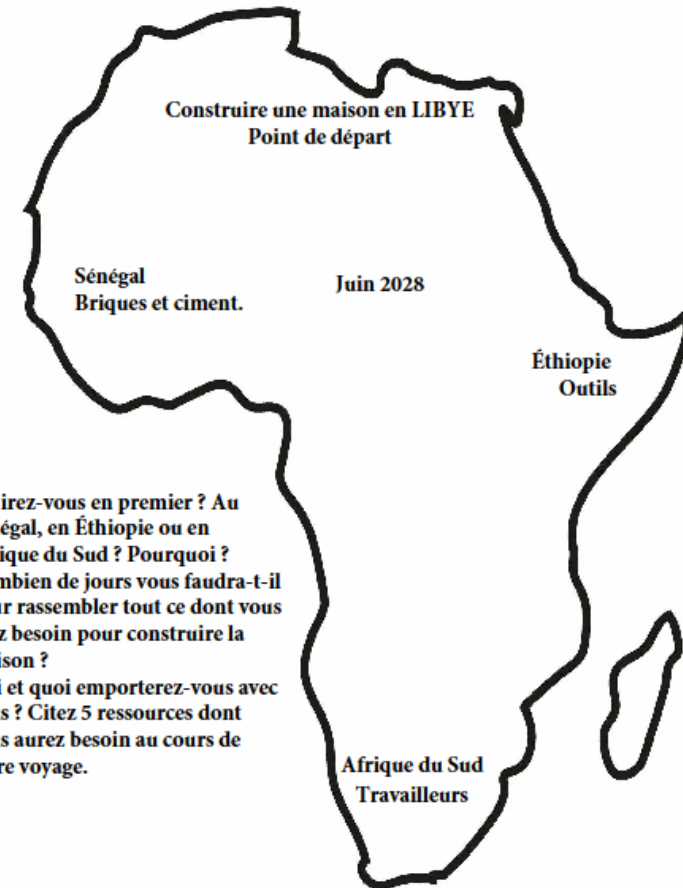 Construire une maison en LIBYE
Point de départ
Sénégal
Briques et ciment.
Juin 2028
Éthiopie
Outils
irez-vous en premier ? Au
égal, en Éthiopie ou en
ique du Sud ? Pourquoi ?
mbien de jours vous faudra-t-il
ur rassembler tout ce dont vous
z besoin pour construire la
ison ?
i et quoi emporterez-vous avec
s ? Citez 5 ressources dont
s aurez besoin au cours de
re voyage.
Afrique du Sud
Travailleurs